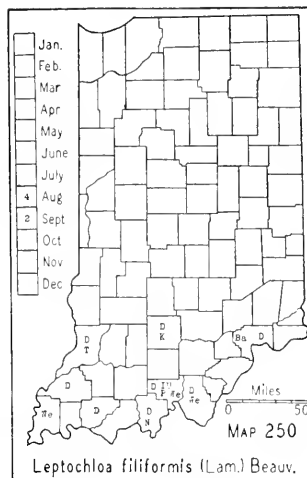 Jan.
Feb.
Mar
Apr
May
June
July
4 Aug
2 Sept
Oct
Nov
Dec
D
T
D
K
Ba D
D
D
P
D
Ne
D
D
N
Miles
0 50
MAP 250
Leptochloa filiformis (Lam.) Beauv.